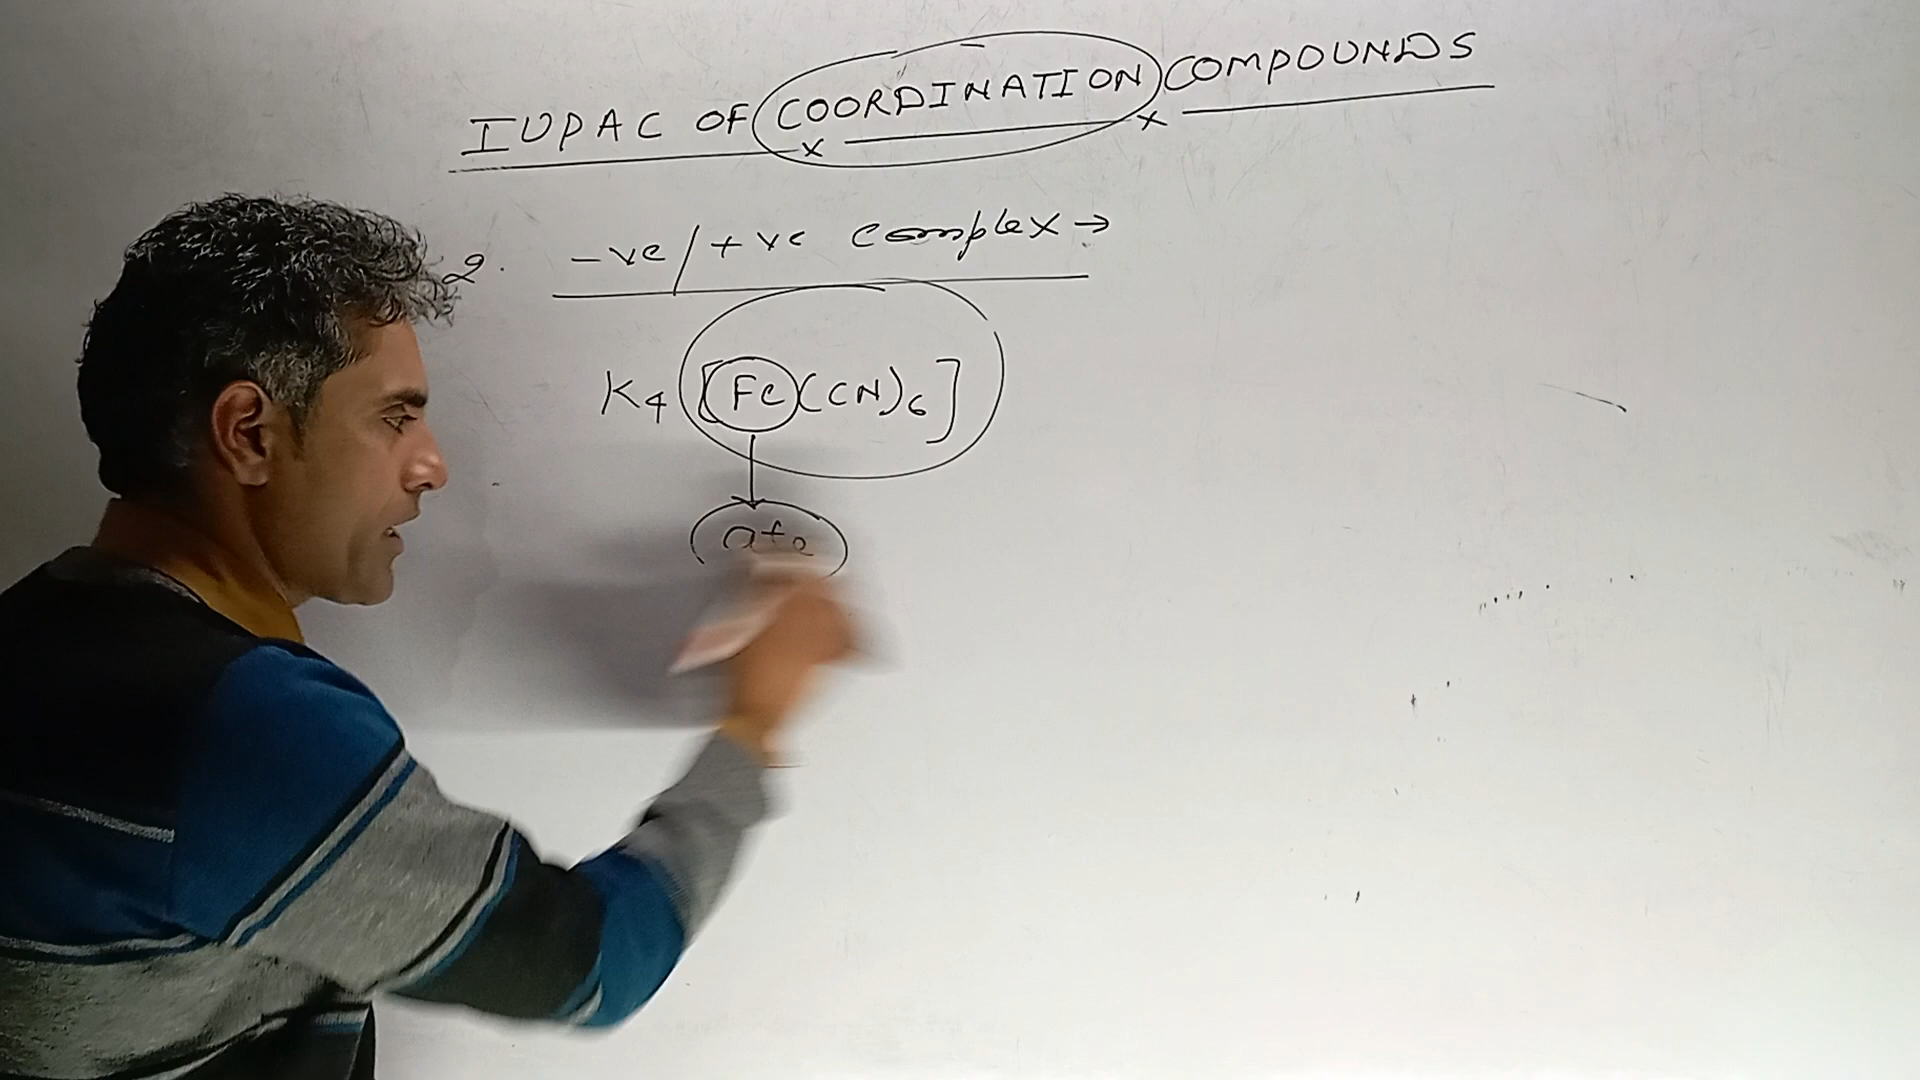 IUPAC OF COORDINATION COMPOUNDS
2. -ve/+ve complex →
K4 [Fe(CN)6]
ate